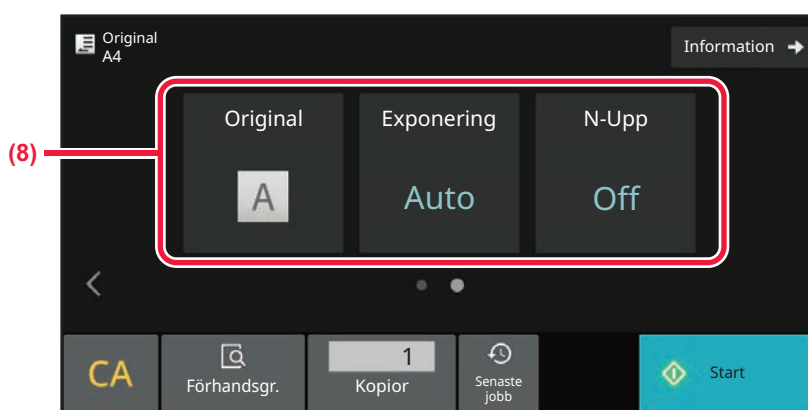 Original
A4
Information
(8)
Original
Exponering
N-Upp
A
Auto
Off
CA
Förhandsgr.
1
Kopior
Senaste
jobb
Start